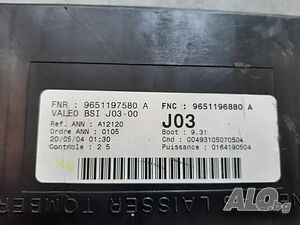 FNR : 9651197580 A FNC : 9651196880 A
VALEO BSI J03-00 J03
Ref. ANN : A12120 Boot : 9.31
Ordre ANN : 0105 Cmd : 00493105070504
20/05/04 01:30 Puissance : 0164190504
Contrôle : 2 5
LAISSER TOMBER
ALO.bg